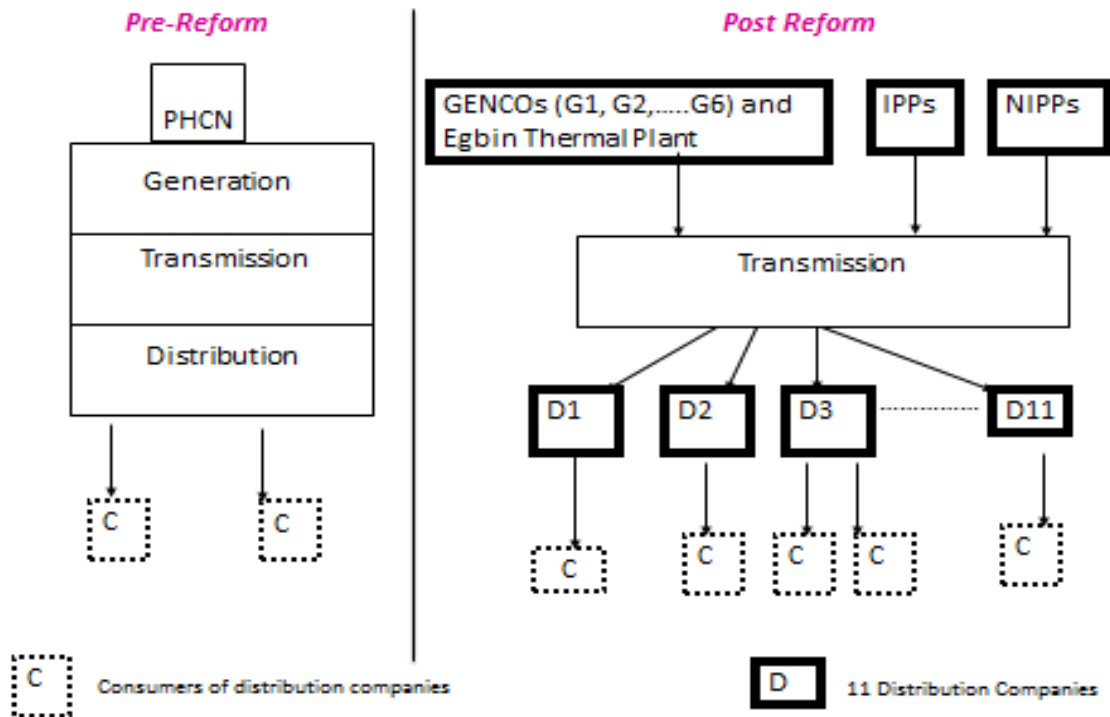 Pre-Reform
PHCN
Generation
Transmission
Distribution
C
C
Post Reform
GENCOs (G1, G2,.....G6) and
Egbin Thermal Plant
IPPs
NIPPs
Transmission
D1
D2
D3
D11
C
C
C
C
C
C
Consumers of distribution companies
D
11 Distribution Companies